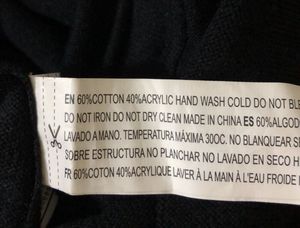 EN 60%COTTON 40%ACRYLIC HAND WASH COLD DO NOT BLE
DO NOT IRON DO NOT DRY CLEAN MADE IN CHINA ES 60%ALGOD
LAVADO A MANO. TEMPERATURA MÁXIMA 30OC. NO BLANQUEAR SE
SOBRE ESTRUCTURA NO PLANCHAR NO LAVADO EN SECO H
FR 60%COTON 40%ACRYLIQUE LAVER À LA MAIN À L'EAU FROIDE